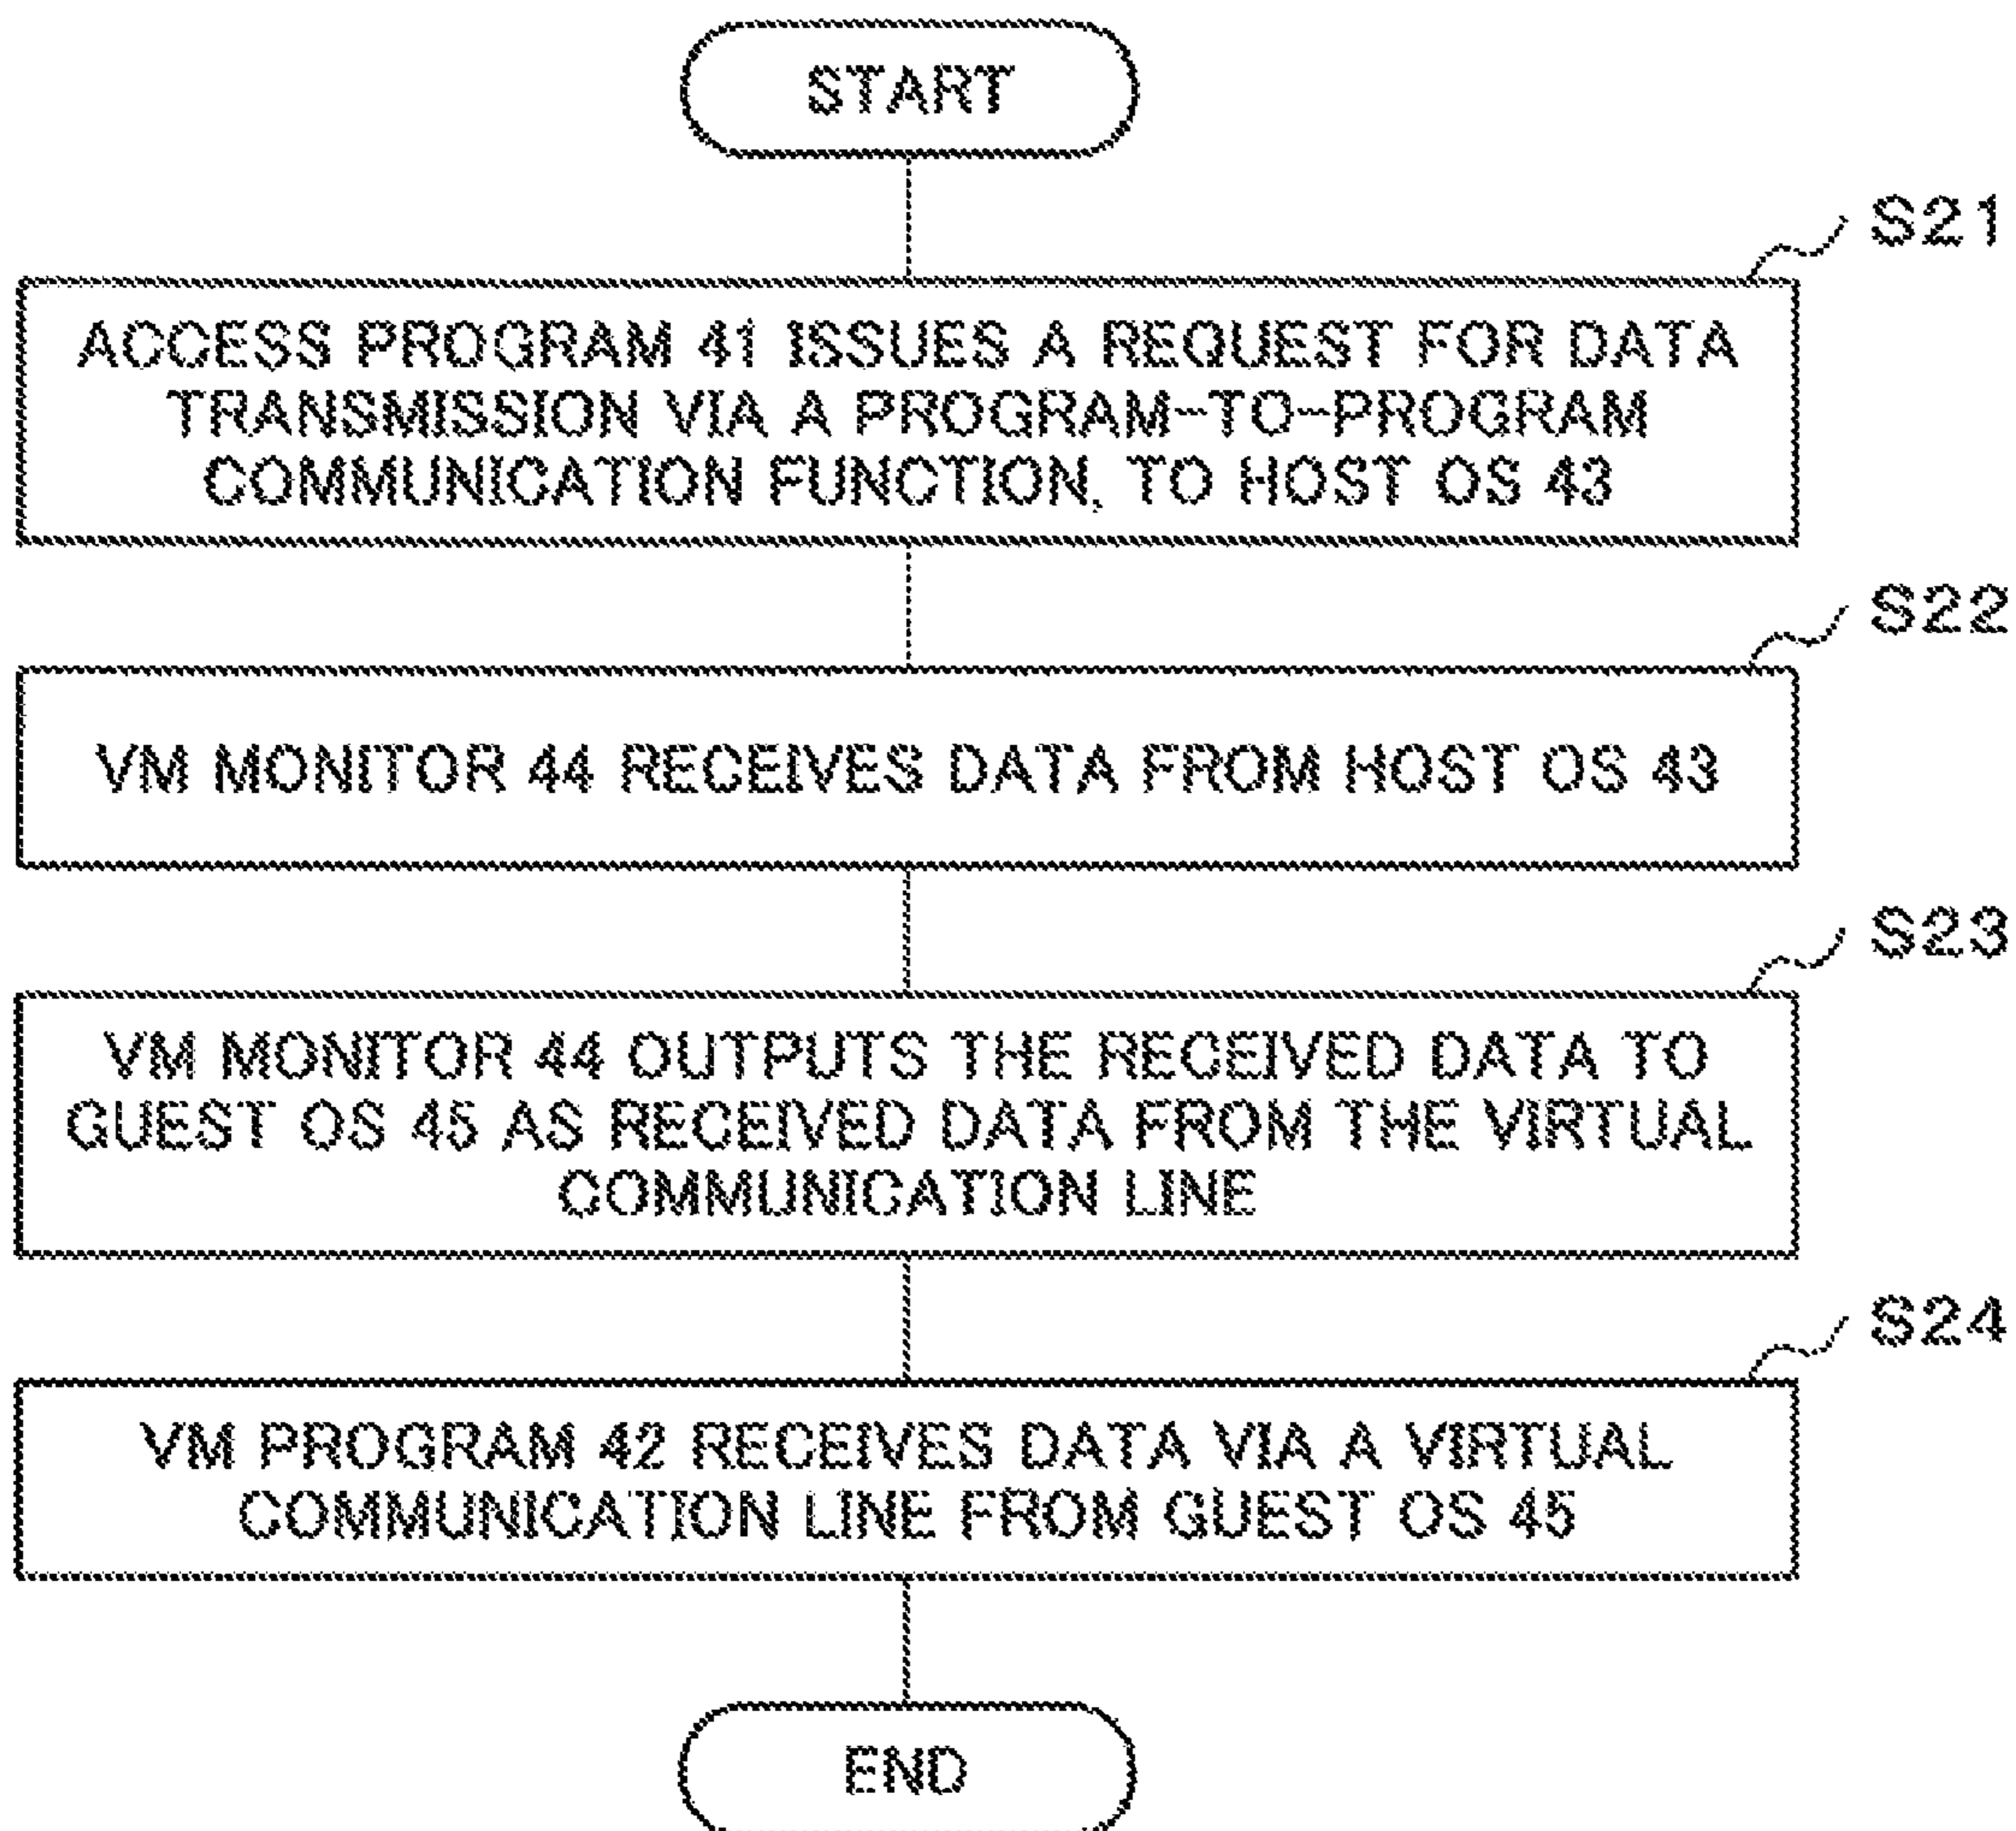 START
S21
ACCESS PROGRAM 41 ISSUES A REQUEST FOR DATA
TRANSMISSION VIA A PROGRAM-TO-PROGRAM
COMMUNICATION FUNCTION, TO HOST OS 43
S22
VM MONITOR 44 RECEIVES DATA FROM HOST OS 43
S23
VM MONITOR 44 OUTPUTS THE RECEIVED DATA TO
GUEST OS 45 AS RECEIVED DATA FROM THE VIRTUAL
COMMUNICATION LINE
S24
VM PROGRAM 42 RECEIVES DATA VIA A VIRTUAL
COMMUNICATION LINE FROM GUEST OS 45
END